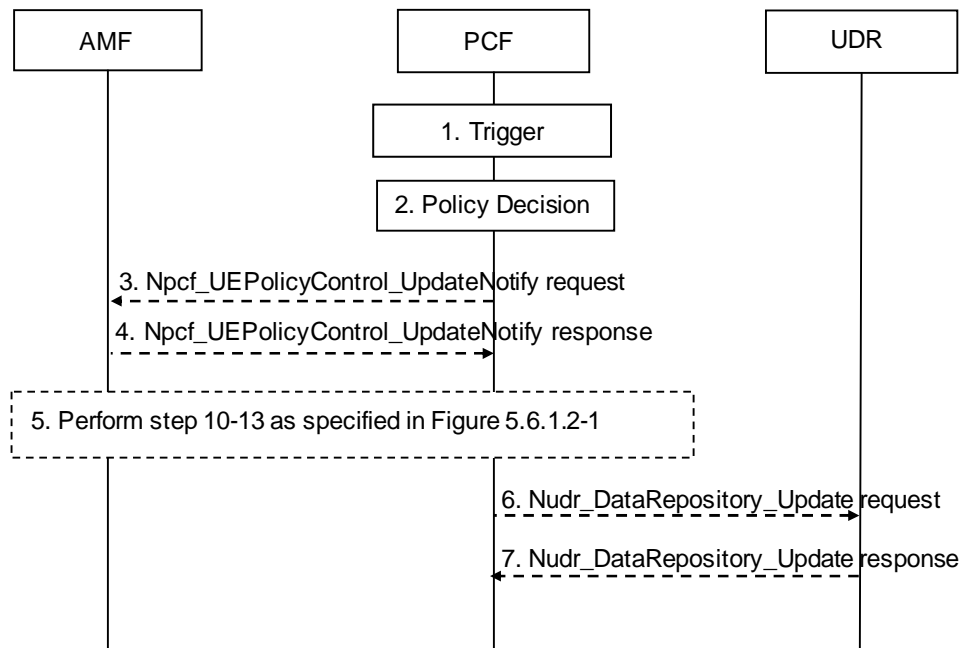 AMF
PCF
UDR
1. Trigger
2. Policy Decision
3. Npcf_UEPolicyControl_UpdateNotify request
4. Npcf_UEPolicyControl_UpdateNotify response
5. Perform step 10-13 as specified in Figure 5.6.1.2-1
6. Nudr_DataRepository_Update request
7. Nudr_DataRepository_Update response